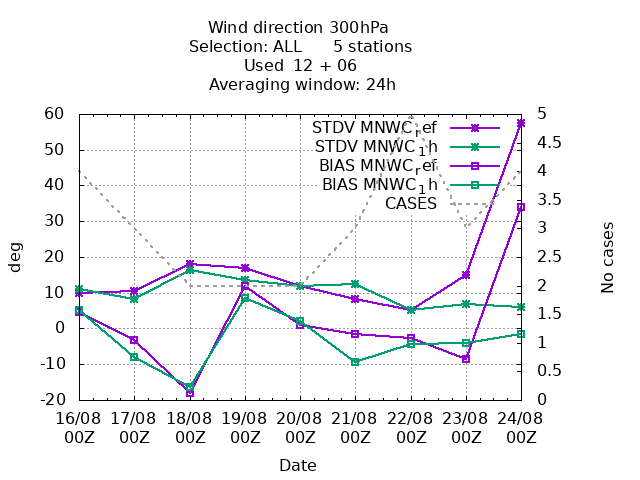 Wind direction 300hPa
Selection: ALL 5 stations
Used 12 + 06
Averaging window: 24h
60
50
40
30
20
10
0
-10
-20
deg
STDV MNWC_ref
STDV MNWC_1h
BIAS MNWC_ref
BIAS MNWC_1h
CASES
5
4.5
4
3.5
3
2.5
2
1.5
1
0.5
0
No cases
16/08 17/08 18/08 19/08 20/08 21/08 22/08 23/08 24/08
00Z 00Z 00Z 00Z 00Z 00Z 00Z 00Z 00Z
Date